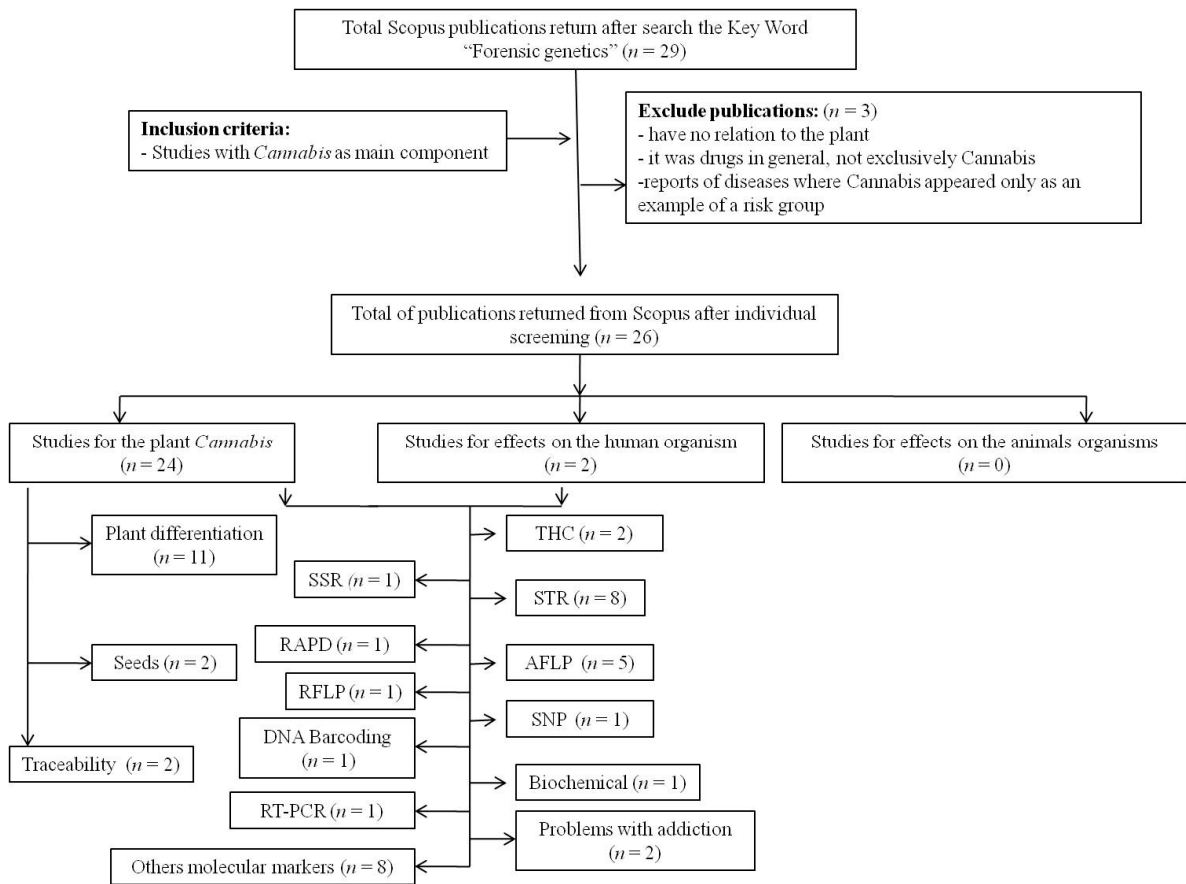 Total Scopus publications return after search the Key Word
“Forensic genetics” (n = 29)
Inclusion criteria:
- Studies with Cannabis as main component
Exclude publications: (n = 3)
- have no relation to the plant
- it was drugs in general, not exclusively Cannabis
-reports of diseases where Cannabis appeared only as an
example of a risk group
Total of publications returned from Scopus after individual
screening (n = 26)
Studies for the plant Cannabis
(n = 24)
Studies for effects on the human organism
(n = 2)
Studies for effects on the animals organisms
(n = 0)
Plant differentiation
(n = 11)
Seeds (n = 2)
Traceability (n = 2)
SSR (n = 1)
RAPD (n = 1)
RFLP (n = 1)
DNA Barcoding
(n = 1)
RT-PCR (n = 1)
Others molecular markers (n = 8)
THC (n = 2)
STR (n = 8)
AFLP (n = 5)
SNP (n = 1)
Biochemical (n = 1)
Problems with addiction
(n = 2)